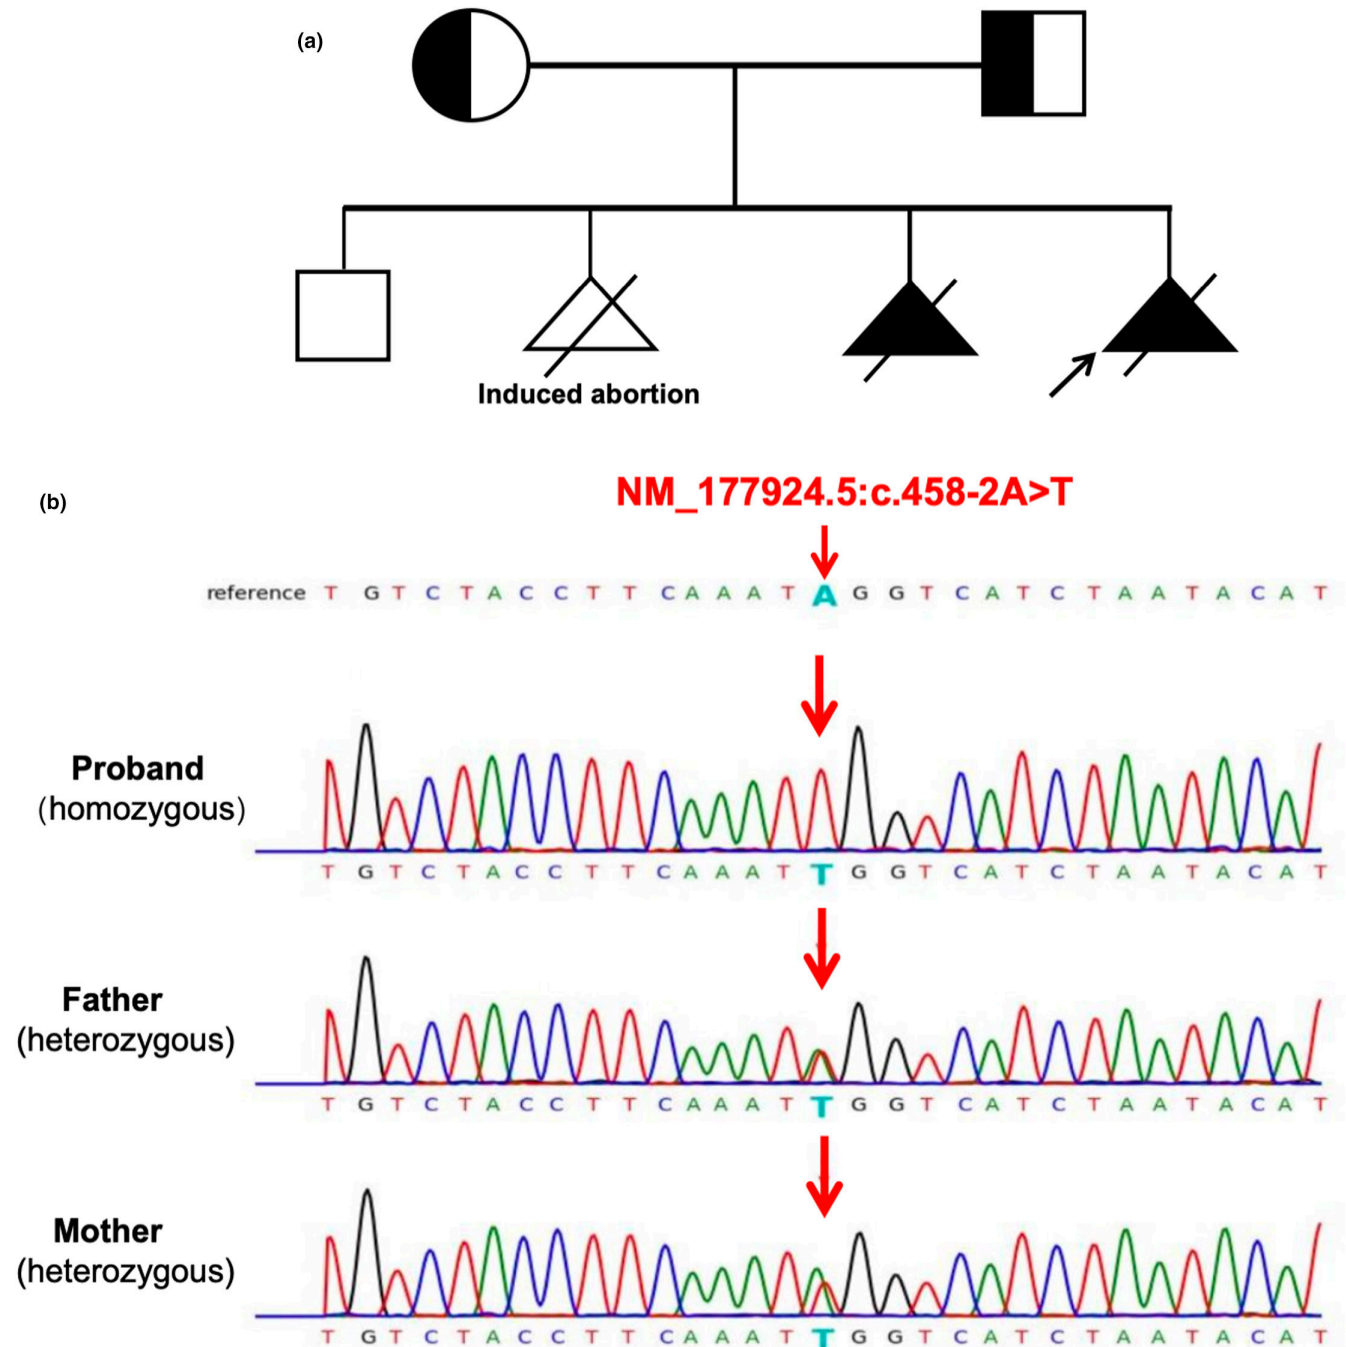 (a)
Induced abortion
(b)
NM_177924.5:c.458-2A>T
reference T G T C T A C C T T C A A A T A G G T C A T C T A A T A C A T
Proband
(homozygous)
T G T C T A C C T T C A A A T T G G T C A T C T A A T A C A T
Father
(heterozygous)
T G T C T A C C T T C A A A T T G G T C A T C T A A T A C A T
Mother
(heterozygous)
T G T C T A C C T T C A A A T T G G T C A T C T A A T A C A T